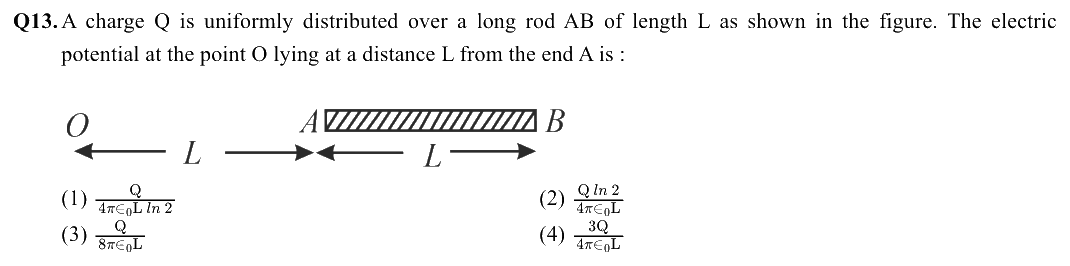 Q13. A charge Q is uniformly distributed over a long rod AB of length L as shown in the figure. The electric
potential at the point O lying at a distance L from the end A is :
O A B
L L
(1) Q/(4π∈₀L ln 2) (2) Q ln 2/(4π∈₀L)
(3) Q/(8π∈₀L) (4) 3Q/(4π∈₀L)